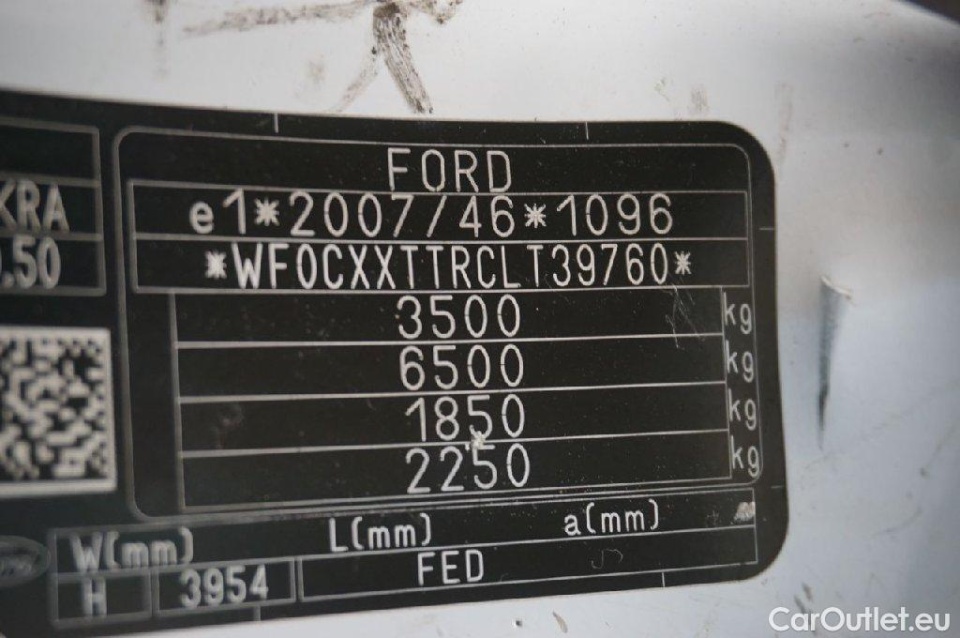 FORD
KRA
e1*2007/46*1096
.50
*WF0CXXTTRCLT39760*
3500 kg
6500 kg
1850 kg
2250 kg
W(mm) L(mm) a(mm)
H 3954 FED
CarOutlet.eu